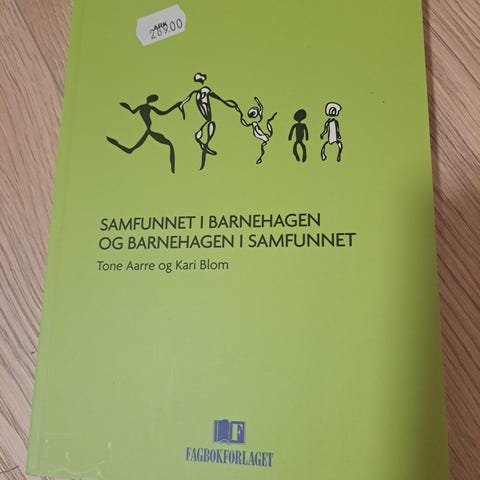 ARK
289.00
SAMFUNNET I BARNEHAGEN
OG BARNEHAGEN I SAMFUNNET
Tone Aarre og Kari Blom
F
FAGBOKFORLAGET